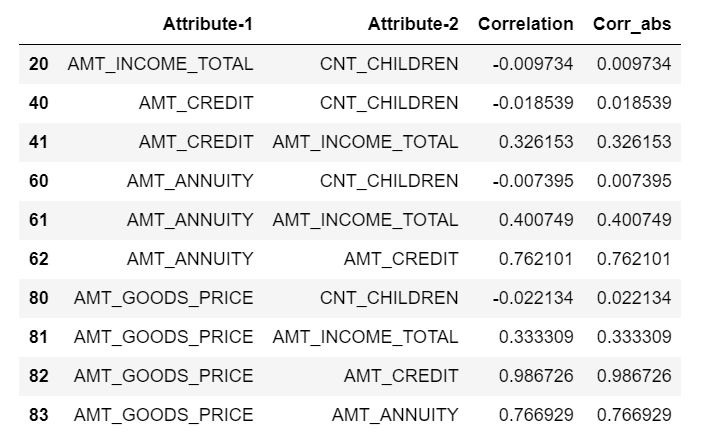 Attribute-1 Attribute-2 Correlation Corr_abs
20 AMT_INCOME_TOTAL CNT_CHILDREN -0.009734 0.009734
40 AMT_CREDIT CNT_CHILDREN -0.018539 0.018539
41 AMT_CREDIT AMT_INCOME_TOTAL 0.326153 0.326153
60 AMT_ANNUITY CNT_CHILDREN -0.007395 0.007395
61 AMT_ANNUITY AMT_INCOME_TOTAL 0.400749 0.400749
62 AMT_ANNUITY AMT_CREDIT 0.762101 0.762101
80 AMT_GOODS_PRICE CNT_CHILDREN -0.022134 0.022134
81 AMT_GOODS_PRICE AMT_INCOME_TOTAL 0.333309 0.333309
82 AMT_GOODS_PRICE AMT_CREDIT 0.986726 0.986726
83 AMT_GOODS_PRICE AMT_ANNUITY 0.766929 0.766929